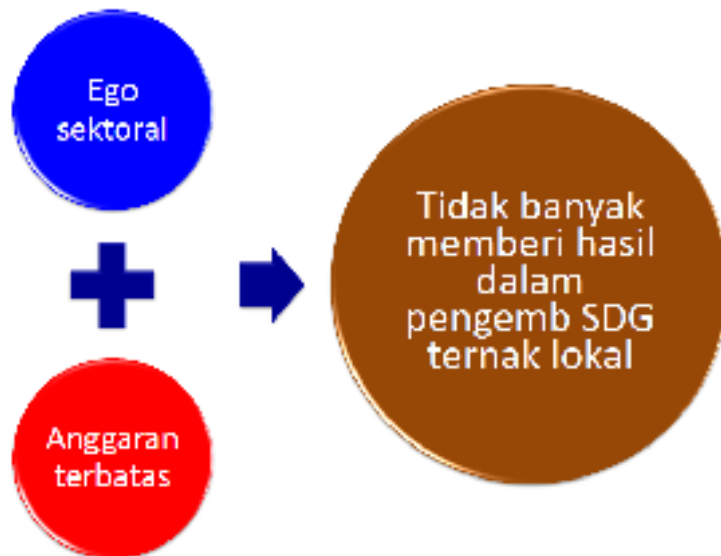 Ego
sektoral
Anggaran
terbatas
Tidak banyak
memberi hasil
dalam
pengemb SDG
ternak lokal